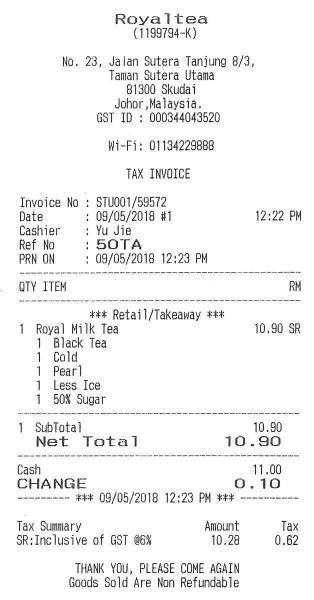 Royaltea
(1199794-K)
No. 23, Jalan Sutera Tanjung 8/3,
Taman Sutera Utama
81300 Skudai
Johor,Malaysia.
GST ID : 000344043520
Wi-Fi: 01134229888
TAX INVOICE
Invoice No : STU001/59572
Date : 09/05/2018 #1 12:22 PM
Cashier : Yu Jie
Ref No : 50TA
PRN ON : 09/05/2018 12:23 PM
QTY ITEM RM
*** Retail/Takeaway ***
1 Royal Milk Tea 10.90 SR
1 Black Tea
1 Cold
1 Pearl
1 Less Ice
1 50% Sugar
1 SubTotal 10.90
Net Total 10.90
Cash 11.00
CHANGE 0.10
--------- *** 09/05/2018 12:23 PM *** ----------
Tax Summary Amount Tax
SR:Inclusive of GST @6% 10.28 0.62
THANK YOU, PLEASE COME AGAIN
Goods Sold Are Non Refundable